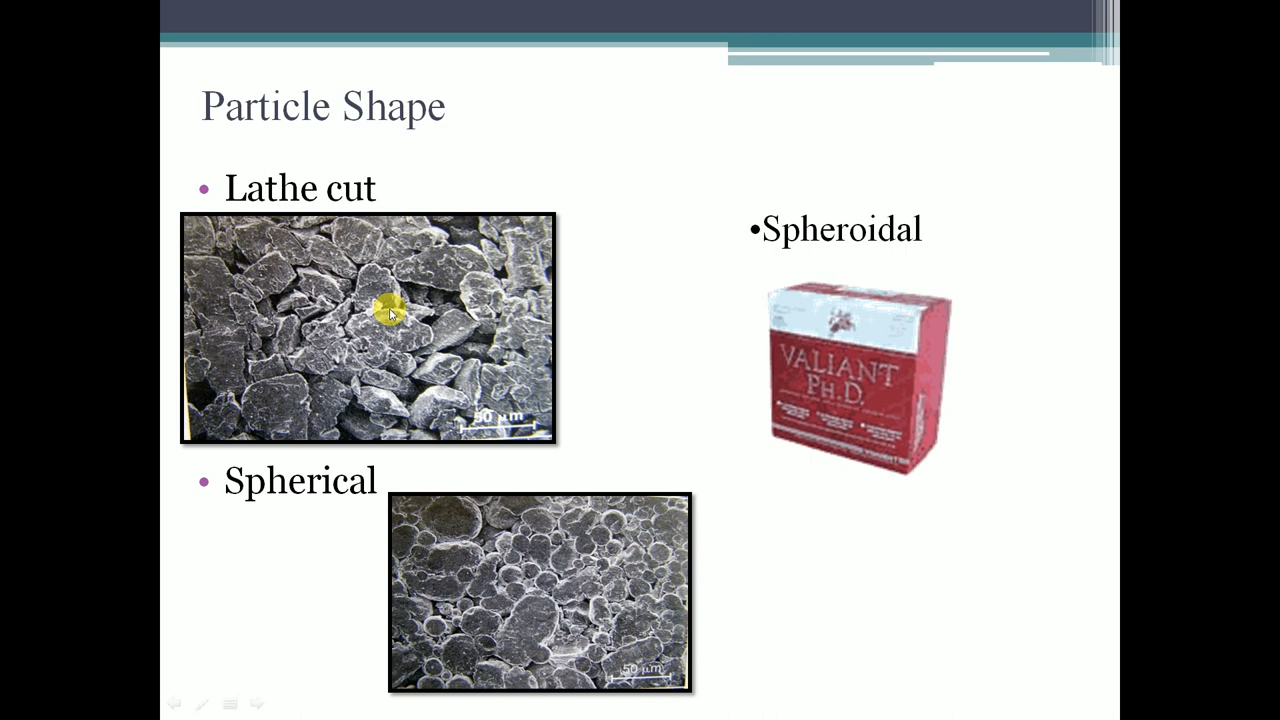 Particle Shape
• Lathe cut
50 μm
•Spheroidal
VALIANT
PH.D.
• Spherical
50 μm